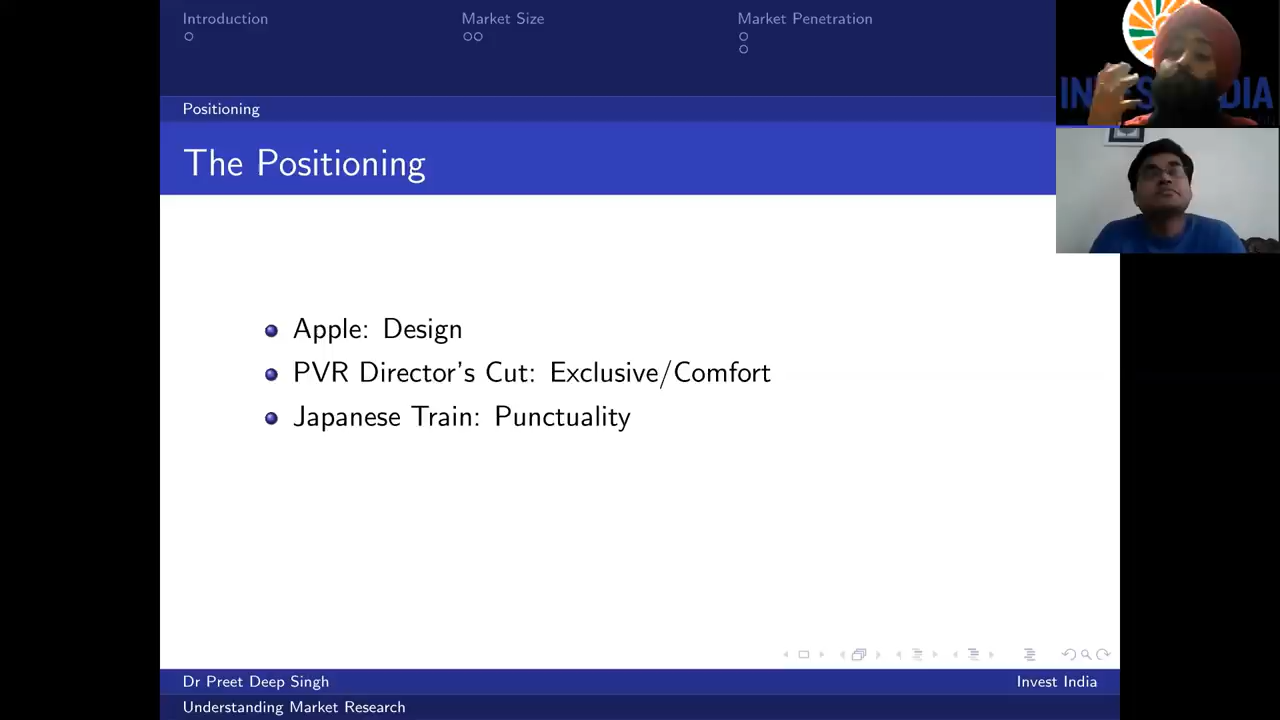 Introduction
Market Size
Market Penetration
Positioning
The Positioning
Apple: Design
PVR Director's Cut: Exclusive/Comfort
Japanese Train: Punctuality
Dr Preet Deep Singh
Invest India
Understanding Market Research